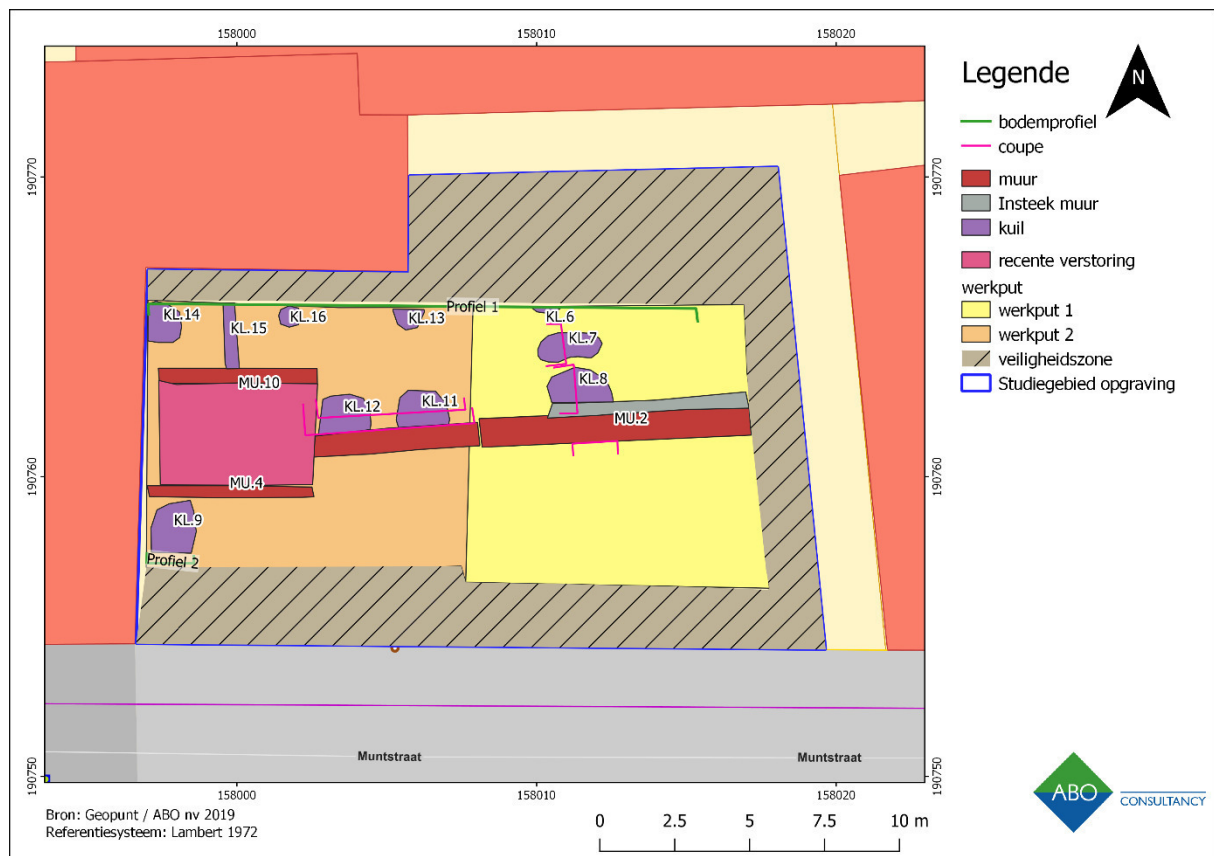 158000
158010
158020
190770
190760
190750
190770
190760
190750
Profiel 1
KL.14
KL.15
KL.16
KL.13
KL.6
KL.7
KL.8
MU.10
KL.12
KL.11
MU.2
MU.4
KL.9
Profiel 2
Muntstraat
Muntstraat
158000
158010
158020
Legende
N
bodemprofiel
coupe
muur
Insteek muur
kuil
recente verstoring
werkput
werkput 1
werkput 2
veiligheidszone
Studiegebied opgraving
Bron: Geopunt / ABO nv 2019
Referentiesysteem: Lambert 1972
0 2.5 5 7.5 10 m
ABO
CONSULTANCY